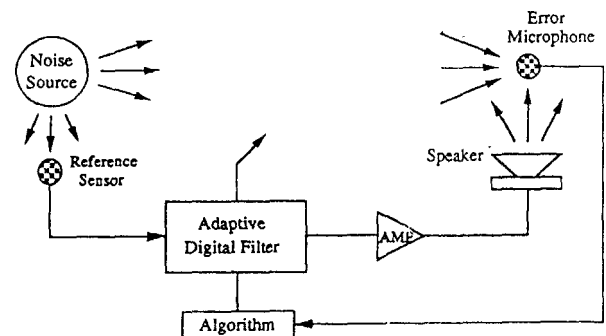 Error
Microphone
Noise
Source
Reference
Sensor
Speaker
Adaptive
Digital Filter
AMP
Algorithm